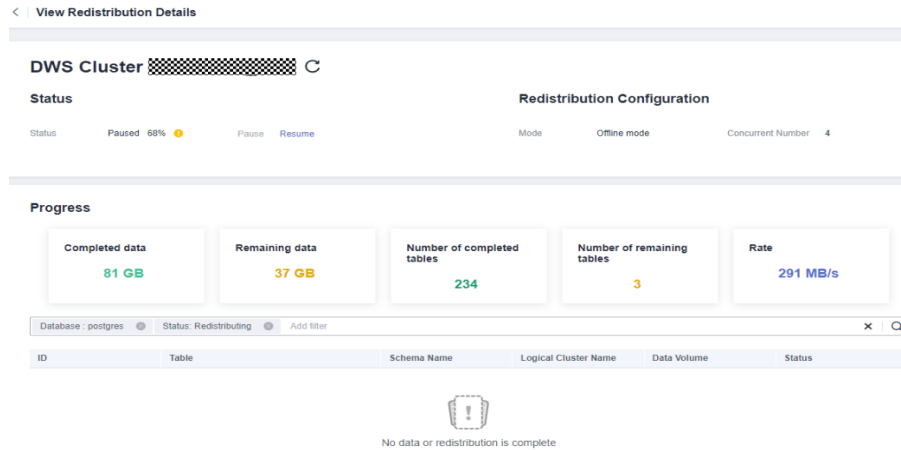 < View Redistribution Details
DWS Cluster
Status
Redistribution Configuration
Status Paused 68% Pause Resume
Mode Offline mode Concurrent Number 4
Progress
Completed data
81 GB
Remaining data
37 GB
Number of completed
tables
234
Number of remaining
tables
3
Rate
291 MB/s
Database : postgres Status: Redistributing Add filter
ID Table Schema Name Logical Cluster Name Data Volume Status
No data or redistribution is complete